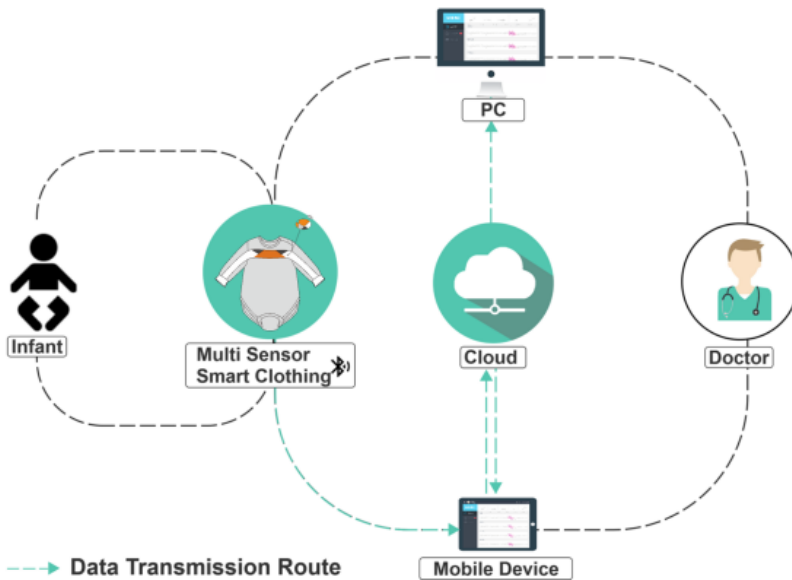 PC
Infant
Multi Sensor
Smart Clothing
Cloud
Doctor
Mobile Device
Data Transmission Route